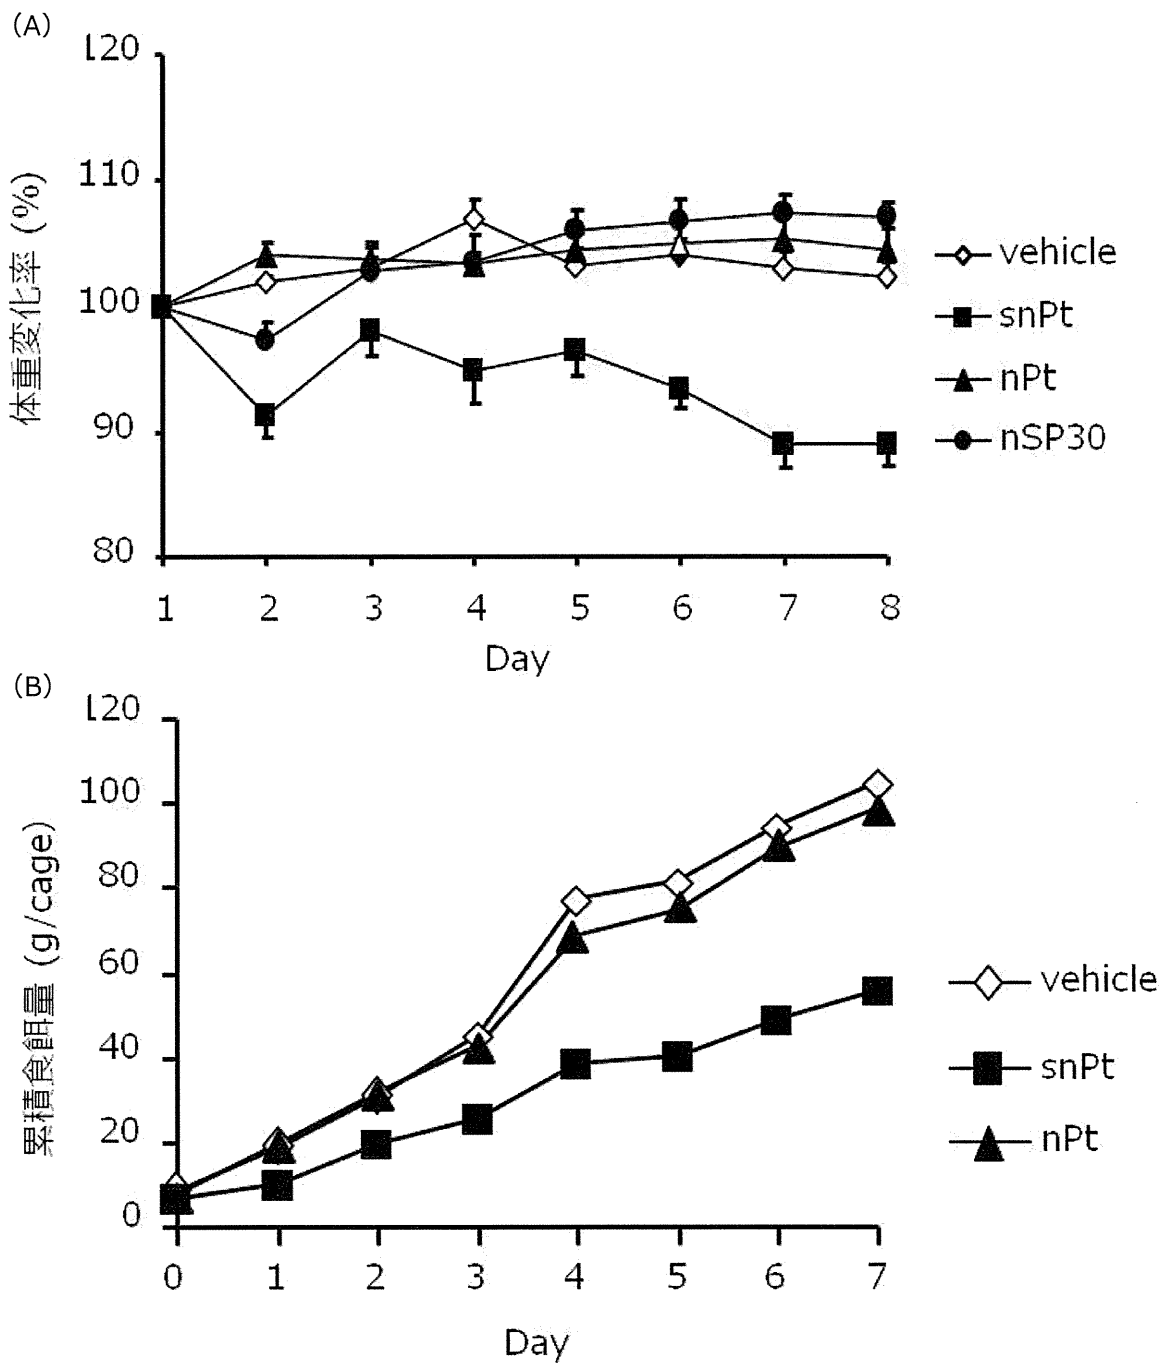 (A)
120
110
100
90
80
体重変化率 (%)
1 2 3 4 5 6 7 8
Day
vehicle
snPt
nPt
nSP30
(B)
120
100
80
60
40
20
0
累積食餌量 (g/cage)
0 1 2 3 4 5 6 7
Day
vehicle
snPt
nPt